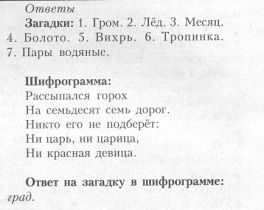 Ответы
Загадки: 1. Гром. 2. Лёд. 3. Месяц.
4. Болото. 5. Вихрь. 6. Тропинка.
7. Пары водяные.
Шифрограмма:
Рассыпался горох
На семьдесят семь дорог.
Никто его не подберёт:
Ни царь, ни царица,
Ни красная девица.
Ответ на загадку в шифрограмме:
град.